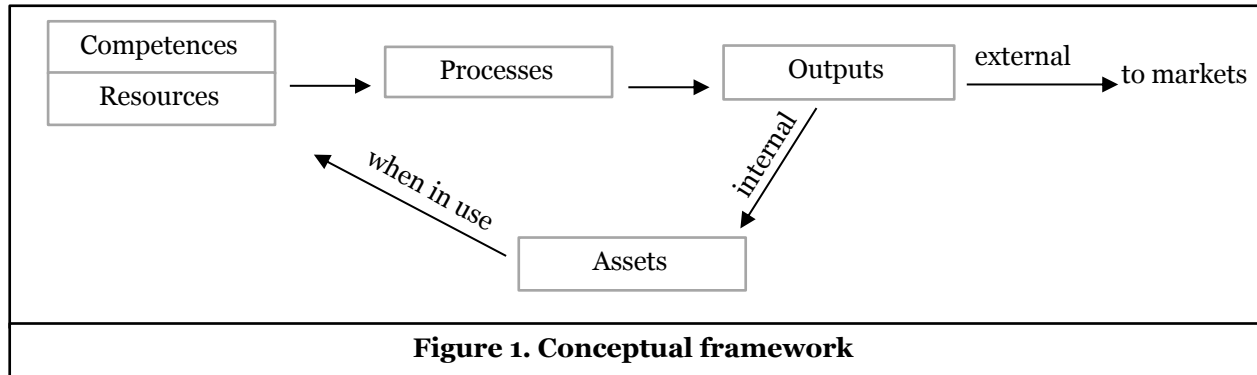 Competences
Resources
Processes
Outputs
external
to markets
internal
when in use
Assets
Figure 1. Conceptual framework